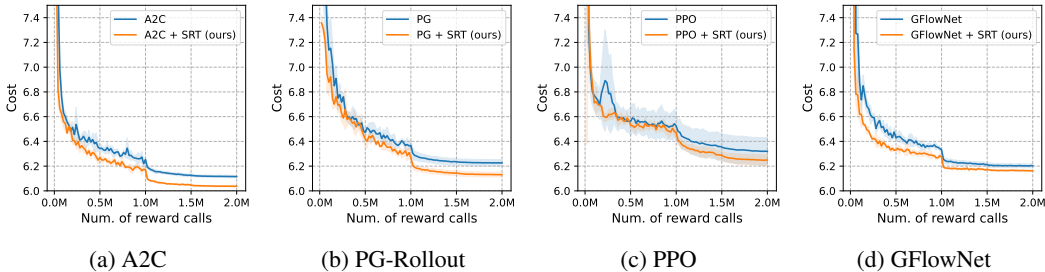 7.4
7.2
7.0
6.8
6.6
6.4
6.2
6.0
Cost
A2C
A2C + SRT (ours)
0.0M 0.5M 1.0M 1.5M 2.0M
Num. of reward calls
(a) A2C
7.4
7.2
7.0
6.8
6.6
6.4
6.2
6.0
Cost
PG
PG + SRT (ours)
0.0M 0.5M 1.0M 1.5M 2.0M
Num. of reward calls
(b) PG-Rollout
7.4
7.2
7.0
6.8
6.6
6.4
6.2
6.0
Cost
PPO
PPO + SRT (ours)
0.0M 0.5M 1.0M 1.5M 2.0M
Num. of reward calls
(c) PPO
7.4
7.2
7.0
6.8
6.6
6.4
6.2
6.0
Cost
GFlowNet
GFlowNet + SRT (ours)
0.0M 0.5M 1.0M 1.5M 2.0M
Num. of reward calls
(d) GFlowNet